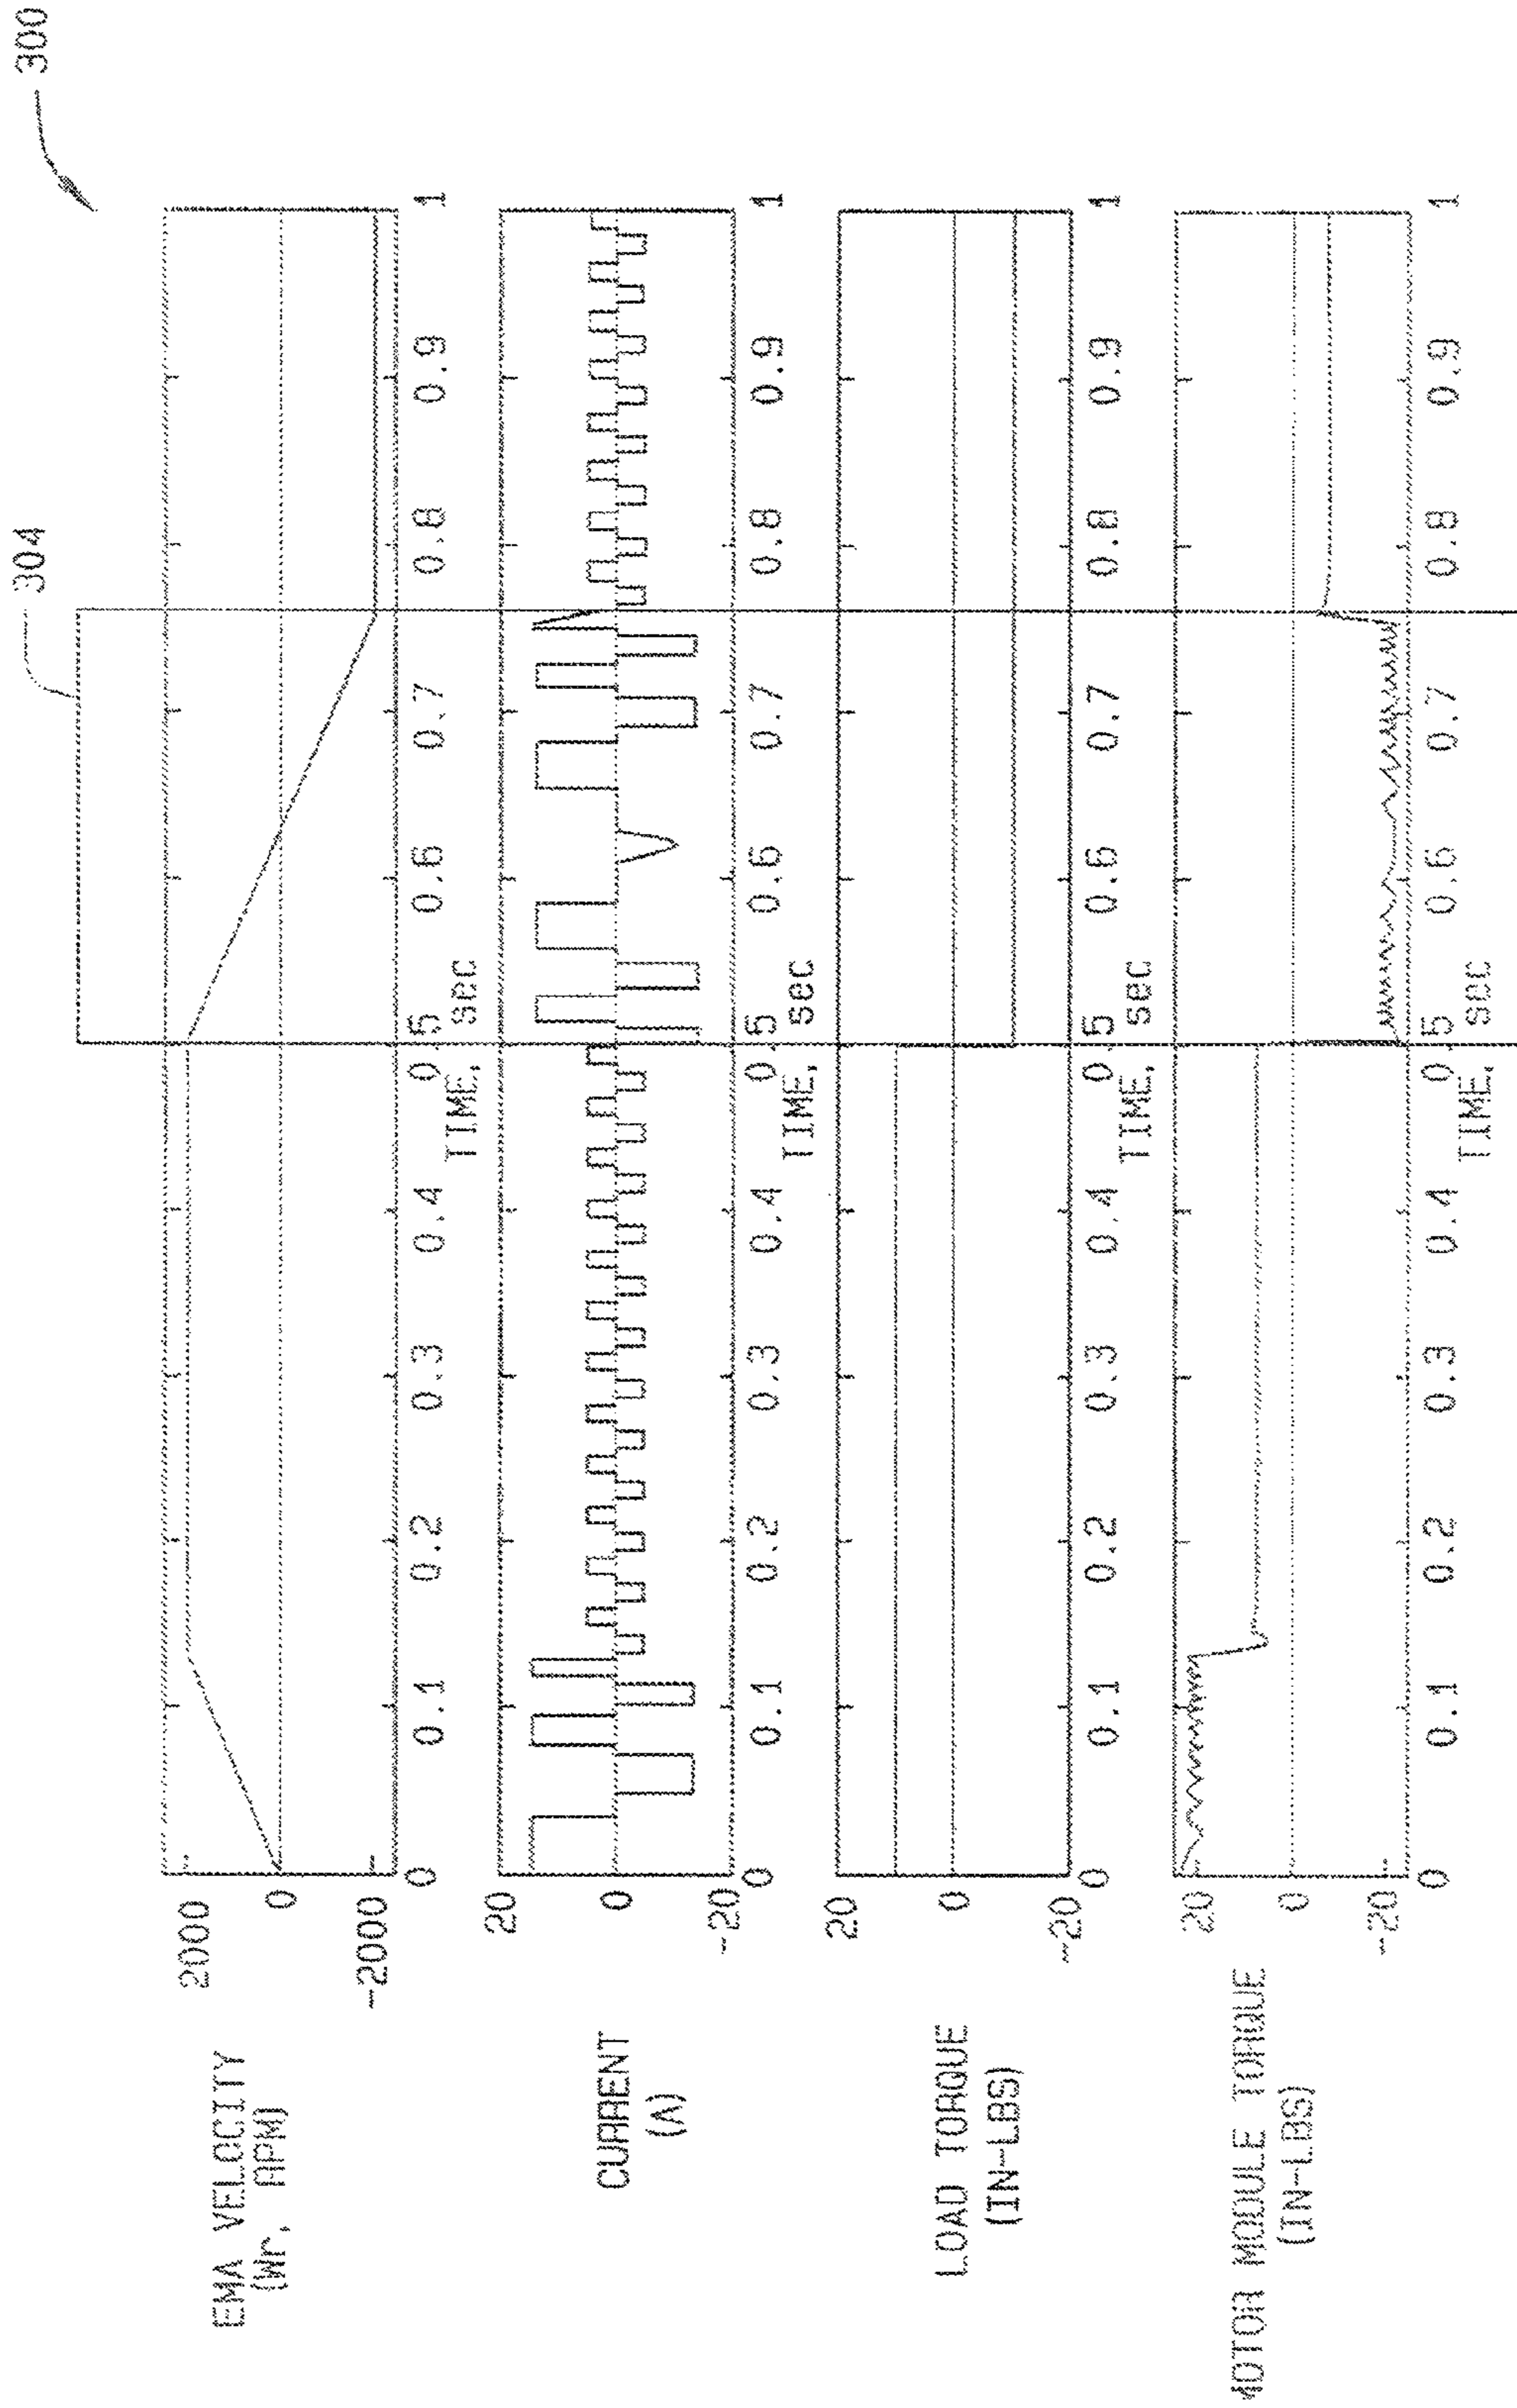 300
304
EMA VELOCITY
(Wr, RPM)
2000
0
-2000
0 0.1 0.2 0.3 0.4 0.5 0.6 0.7 0.8 0.9 1
TIME, sec
CURRENT
(A)
20
0
-20
0 0.1 0.2 0.3 0.4 0.5 0.6 0.7 0.8 0.9 1
TIME, sec
LOAD TORQUE
(IN-LBS)
20
0
-20
0 0.1 0.2 0.3 0.4 0.5 0.6 0.7 0.8 0.9 1
TIME, sec
MOTOR MODULE TORQUE
(IN-LBS)
20
0
-20
0 0.1 0.2 0.3 0.4 0.5 0.6 0.7 0.8 0.9 1
TIME, sec